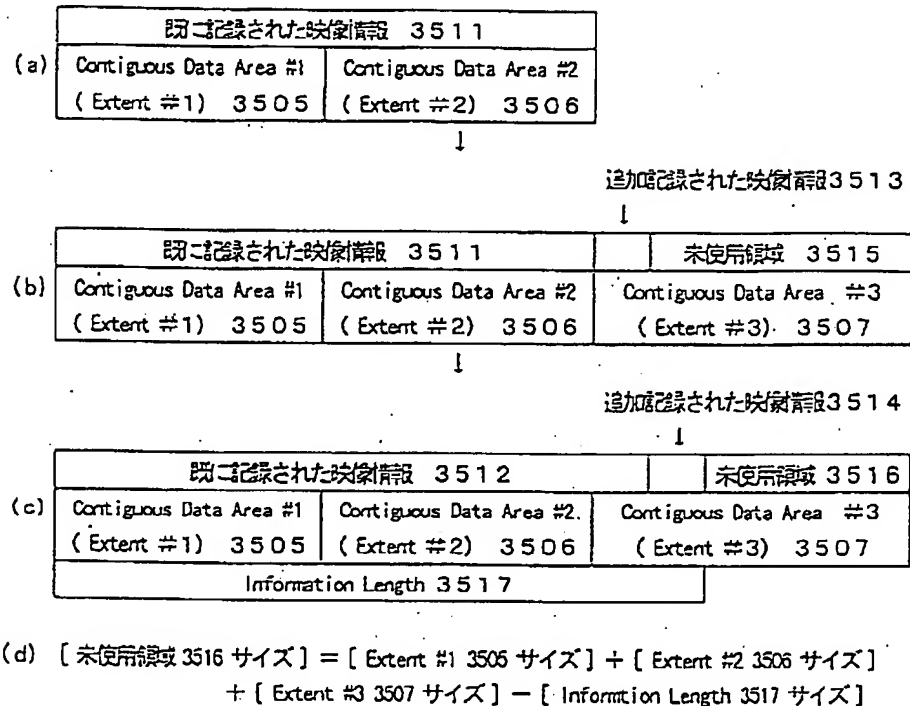 既に記録された映像情報 3511
(a) Contiguous Data Area #1 Contiguous Data Area #2
(Extent #1) 3505 (Extent #2) 3506
↓
追加記録された映像情報3513
↓
既に記録された映像情報 3511 未使用領域 3515
(b) Contiguous Data Area #1 Contiguous Data Area #2 Contiguous Data Area #3
(Extent #1) 3505 (Extent #2) 3506 (Extent #3) 3507
↓
追加記録された映像情報3514
↓
既に記録された映像情報 3512 未使用領域 3516
(c) Contiguous Data Area #1 Contiguous Data Area #2 Contiguous Data Area #3
(Extent #1) 3505 (Extent #2) 3506 (Extent #3) 3507
Information Length 3517
(d) [未使用領域 3516 サイズ] = [Extent #1 3505 サイズ] + [Extent #2 3506 サイズ]
+ [Extent #3 3507 サイズ] − [Informtion Length 3517 サイズ]